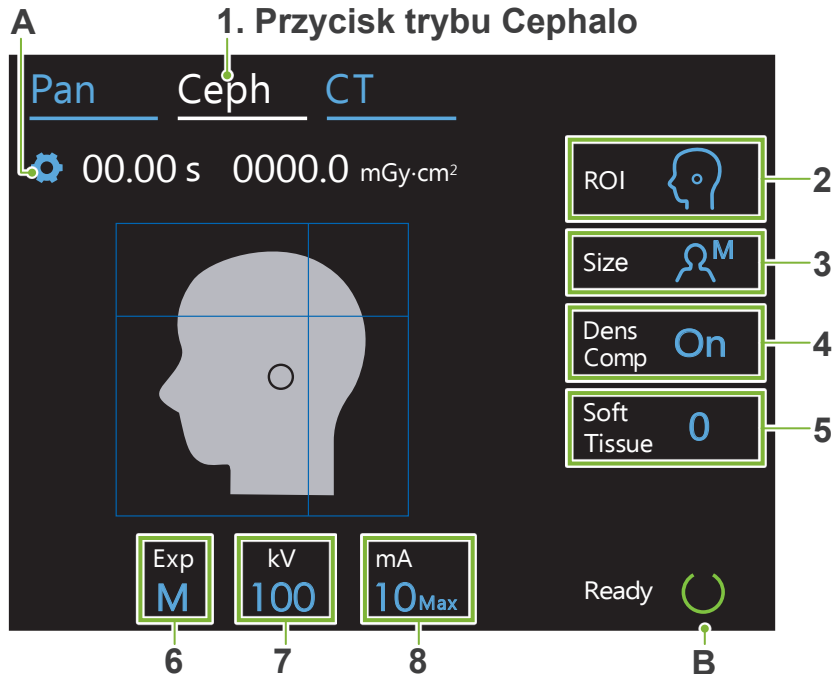 A
1. Przycisk trybu Cephalo
Pan Ceph CT
00.00 s 0000.0 mGy·cm²
ROI
2
Size M
3
Dens
Comp On
4
Soft
Tissue 0
5
Exp
M
kV
100
mA
10Max
Ready
6
7
8
B